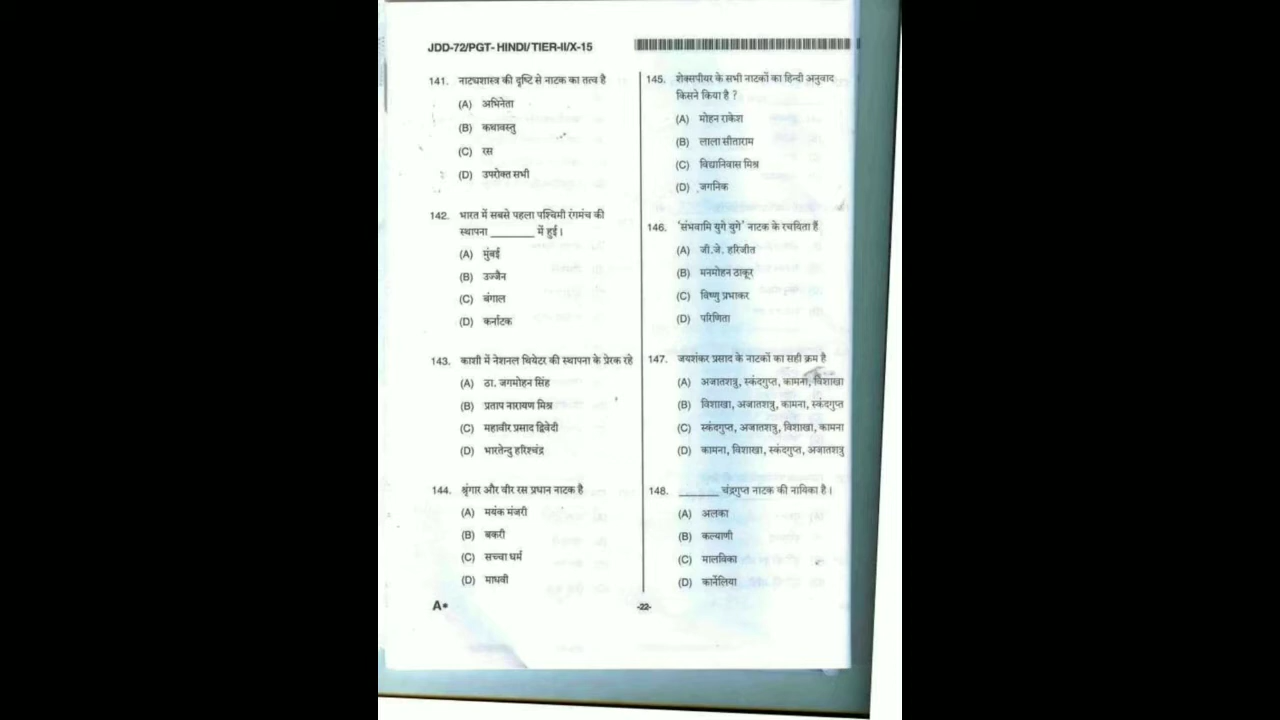 JDD-72/PGT- HINDI/TIER-II/X-15
141. नाट्यशास्त्र की दृष्टि से नाटक का तत्व है
(A) अभिनेता
(B) कथावस्तु
(C) रस
(D) उपरोक्त सभी
142. भारत में सबसे पहला पश्चिमी रंगमंच की
स्थापना ________ में हुई।
(A) मुंबई
(B) उज्जैन
(C) बंगाल
(D) कर्नाटक
143. काशी में नेशनल थियेटर की स्थापना के प्रेरक रहे
(A) ठा. जगमोहन सिंह
(B) प्रताप नारायण मिश्र
(C) महावीर प्रसाद द्विवेदी
(D) भारतेन्दु हरिश्चंद्र
144. श्रृंगार और वीर रस प्रधान नाटक है
(A) मयंक मंजरी
(B) बकरी
(C) सच्चा धर्म
(D) माधवी
145. शेक्सपीयर के सभी नाटकों का हिन्दी अनुवाद
किसने किया है ?
(A) मोहन राकेश
(B) लाला सीताराम
(C) विद्यानिवास मिश्र
(D) जगनिक
146. 'संभवामि युगे युगे' नाटक के रचयिता हैं
(A) जी.जे. हरिजीत
(B) मनमोहन ठाकूर
(C) विष्णु प्रभाकर
(D) परिणिता
147. जयशंकर प्रसाद के नाटकों का सही क्रम है
(A) अजातशत्रु, स्कंदगुप्त, कामना, विशाखा
(B) विशाखा, अजातशत्रु, कामना, स्कंदगुप्त
(C) स्कंदगुप्त, अजातशत्रु, विशाखा, कामना
(D) कामना, विशाखा, स्कंदगुप्त, अजातशत्रु
148. _______ चंद्रगुप्त नाटक की नायिका है।
(A) अलका
(B) कल्याणी
(C) मालविका
(D) कार्नेलिया
A*
-22-